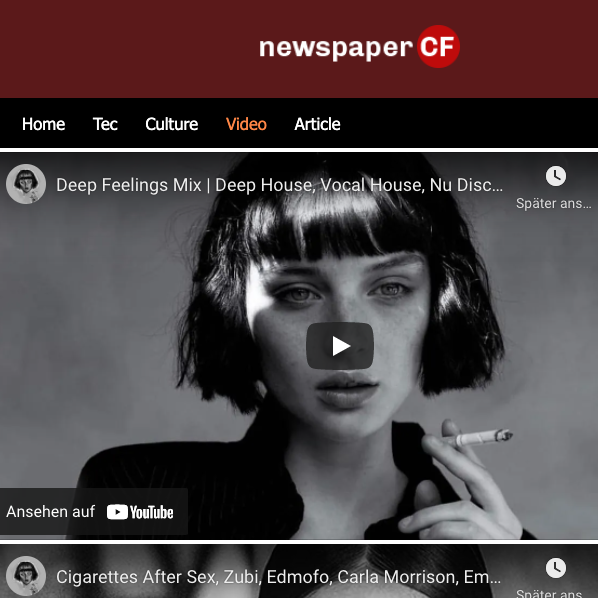 newspaper CF
Home Tec Culture Video Article
Deep Feelings Mix | Deep House, Vocal House, Nu Disc...
Später ans...
Ansehen auf YouTube
Cigarettes After Sex, Zubi, Edmofo, Carla Morrison, Em...
Später ans...